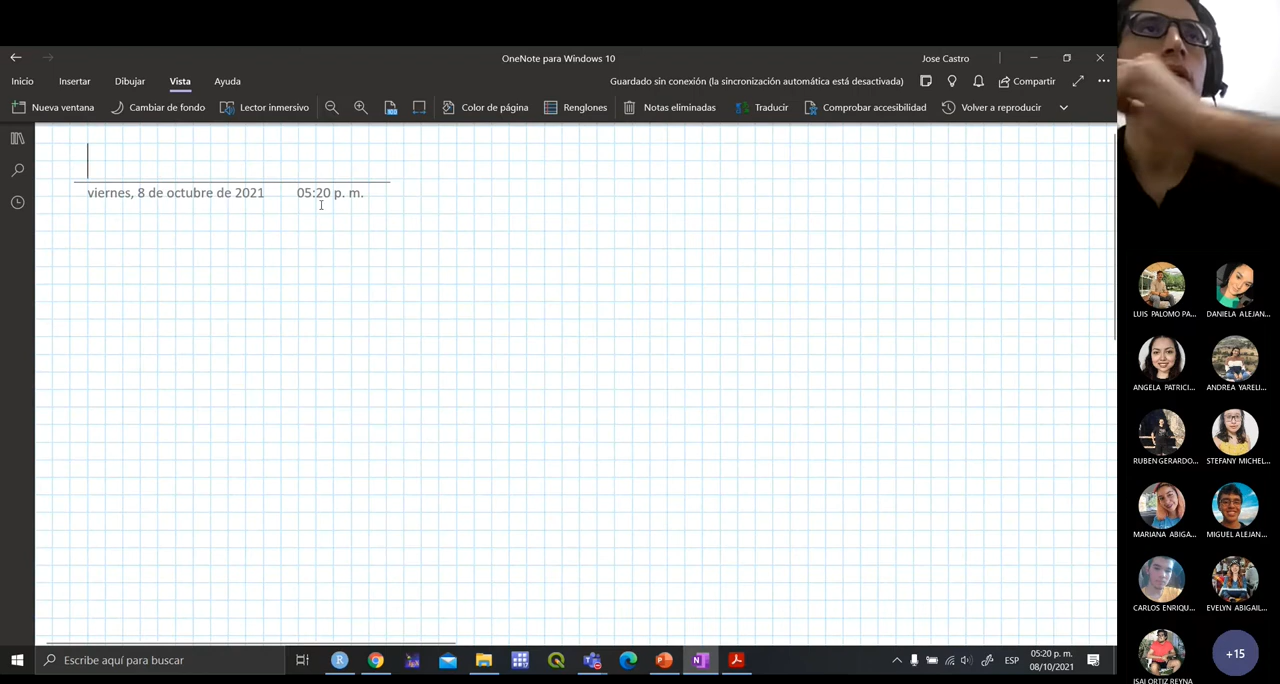 OneNote para Windows 10
Jose Castro
Inicio
Insertar
Dibujar
Vista
Ayuda
Guardado sin conexión (la sincronización automática está desactivada)
Compartir
Nueva ventana
Cambiar de fondo
Lector inmersivo
100
Color de página
Renglones
Notas eliminadas
Traducir
Comprobar accesibilidad
Volver a reproducir
viernes, 8 de octubre de 2021
05:20 p. m.
LUIS PALOMO PA...
DANIELA ALEJAN...
ANGELA PATRICI...
ANDREA YARELI...
RUBEN GERARDO...
STEFANY MICHEL...
MARIANA ABIGA...
MIGUEL ALEJAN...
CARLOS ENRIQU...
EVELYN ABIGAIL...
ISAI ORTIZ REYNA
+15
Escribe aquí para buscar
ESP
05:20 p. m.
08/10/2021